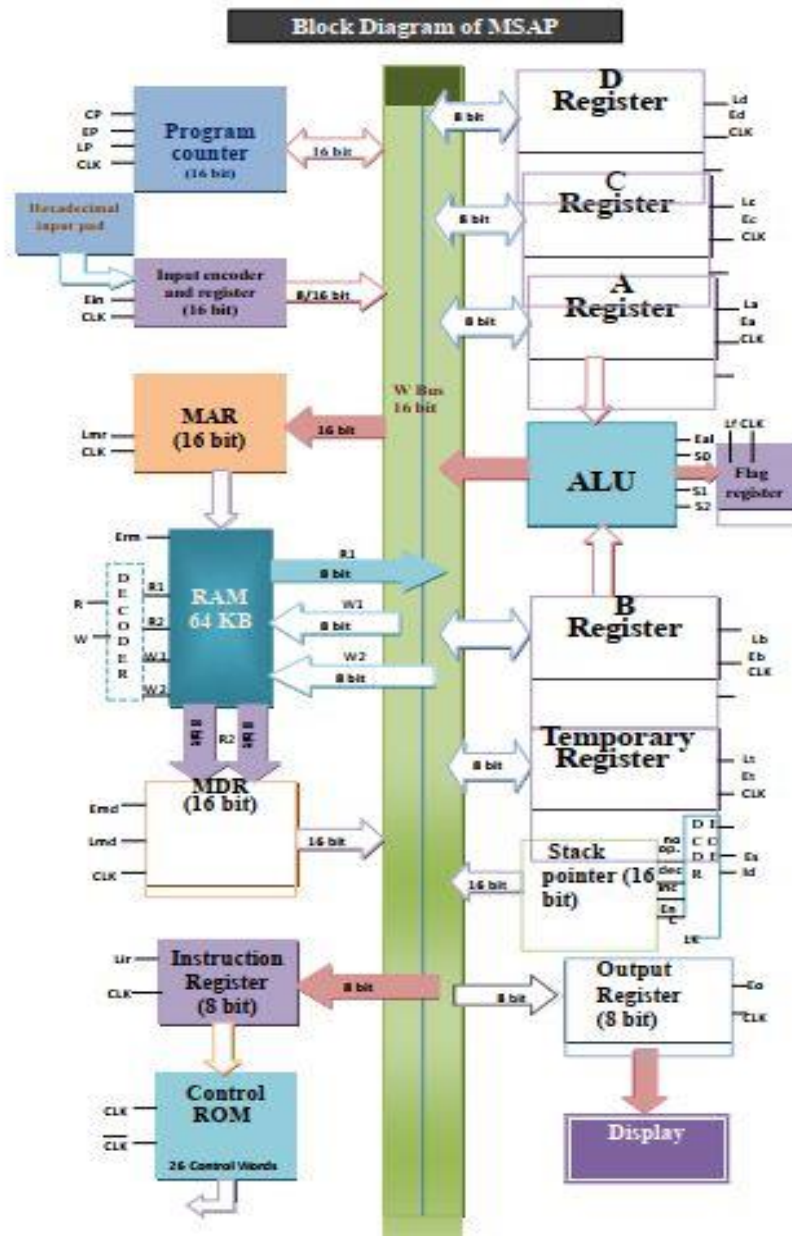 Block Diagram of MSAP
CP
EP
LP
CLK
Program
counter
(16 bit)
16 bit
Hexadecimal
input pad
Input encoder
and register
(16 bit)
Ein
CLK
8/16 bit
MAR
(16 bit)
Lmr
CLK
16 bit
W Bus
16 bit
Erm
DECODER
R
W
R1
R2
W1
W2
RAM
64 KB
R1
8 bit
W1
8 bit
W2
8 bit
R2
MDR
(16 bit)
Emd
Lmd
CLK
16 bit
Lir
CLK
Instruction
Register
(8 bit)
8 bit
Control
ROM
CLK
CLK
26 Control Words
D
Register
8 bit
Ld
Ed
CLK
C
Register
8 bit
Lc
Ec
CLK
A
Register
8 bit
La
Ea
CLK
ALU
Eal
S0
S1
S2
Lf CLK
Flag
register
B
Register
Lb
Eb
CLK
Temporary
Register
8 bit
Lt
Et
CLK
Stack
pointer (16
bit)
16 bit
no
op.
dec
inc
En
Es
Id
Output
Register
(8 bit)
8 bit
Eo
CLK
Display